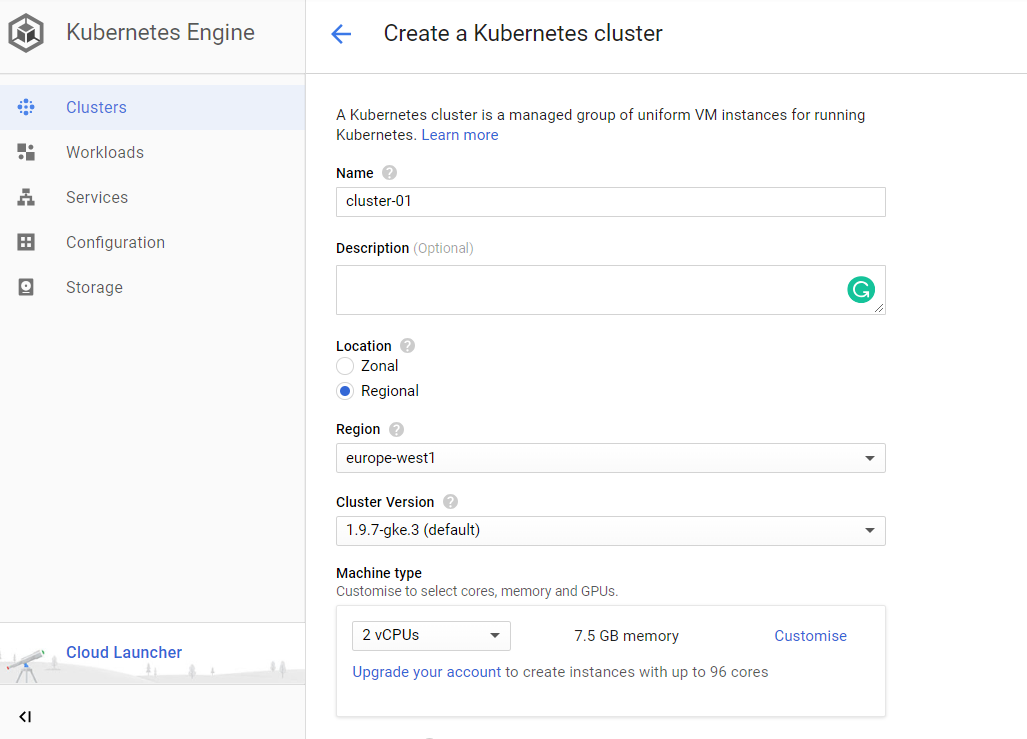 Kubernetes Engine
Create a Kubernetes cluster
Clusters
Workloads
Services
Configuration
Storage
Cloud Launcher
A Kubernetes cluster is a managed group of uniform VM instances for running
Kubernetes. Learn more
Name ?
cluster-01
Description (Optional)
G
Location ?
Zonal
Regional
Region ?
europe-west1
Cluster Version ?
1.9.7-gke.3 (default)
Machine type
Customise to select cores, memory and GPUs.
2 vCPUs 7.5 GB memory Customise
Upgrade your account to create instances with up to 96 cores